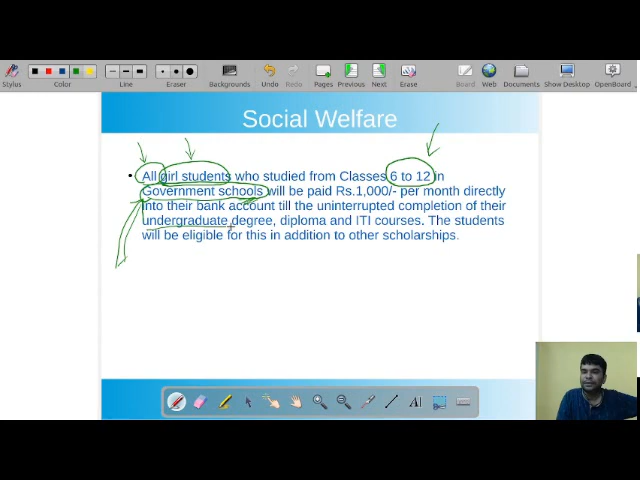 Stylus
Color
Line
Eraser
Backgrounds
Undo
Redo
Pages
Previous
Next
Erase
Board
Web
Documents
Show Desktop
OpenBoard
Social Welfare
• All girl students who studied from Classes 6 to 12 in
Government schools will be paid Rs.1,000/- per month directly
into their bank account till the uninterrupted completion of their
undergraduate degree, diploma and ITI courses. The students
will be eligible for this in addition to other scholarships.